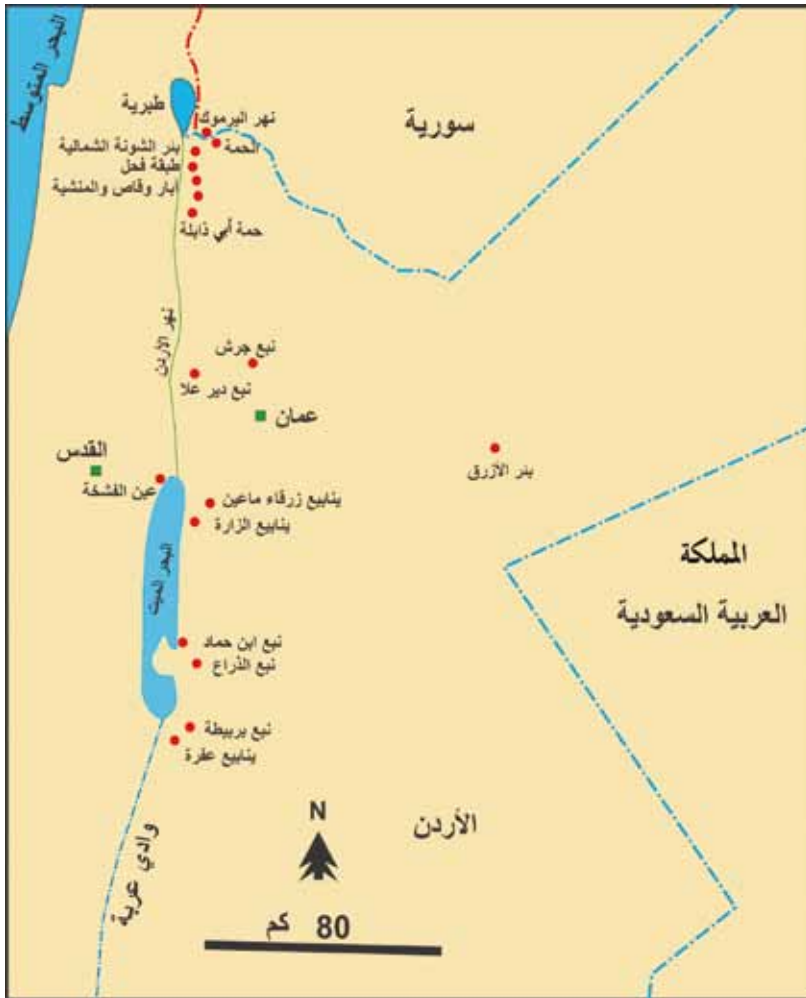 البحر المتوسط
طبرية
نهر اليرموك
سورية
الحمة
بئر الشونة الشمالية
طبقة فحل
آبار وقاص والمنشية
حمة أبي ذابلة
نهر الأردن
نبع جرش
نبع دير علا
عمان
القدس
بئر الأزرق
عين الفشخة
ينابيع زرقاء ماعين
ينابيع الزارة
البحر الميت
المملكة
العربية السعودية
نبع ابن حماد
نبع الذراع
نبع بربيطة
ينابيع عفرة
الأردن
وادي عربة
N
80 كم